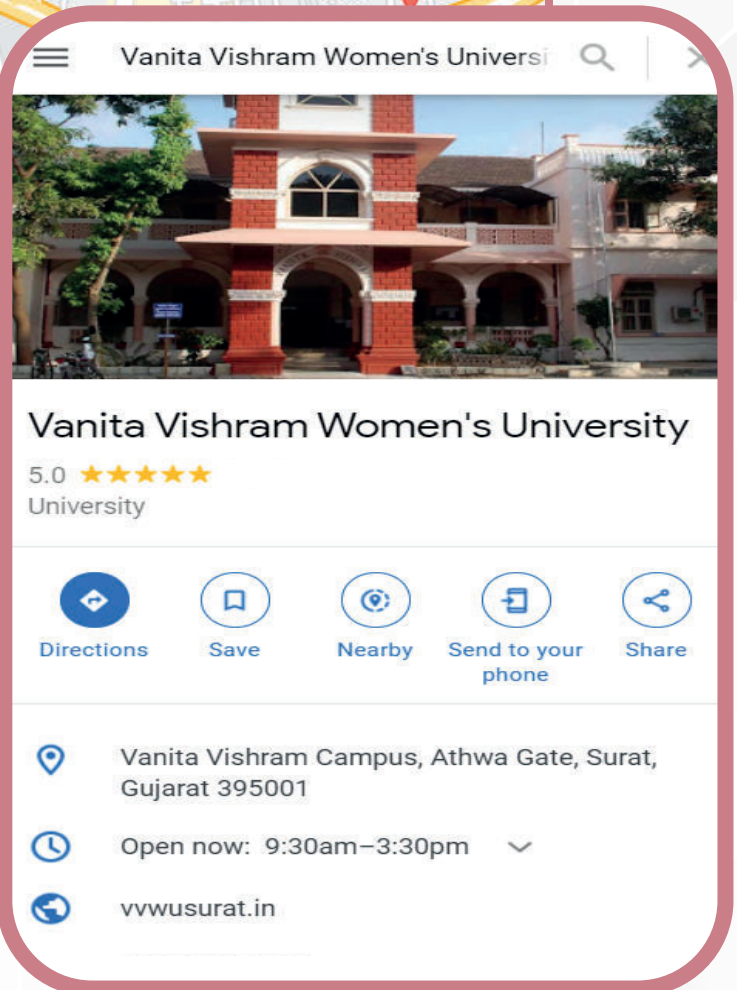 Vanita Vishram Women's Universi
Vanita Vishram Women's University
5.0
University
Directions
Save
Nearby
Send to your
phone
Share
Vanita Vishram Campus, Athwa Gate, Surat,
Gujarat 395001
Open now: 9:30am–3:30pm
vvwusurat.in